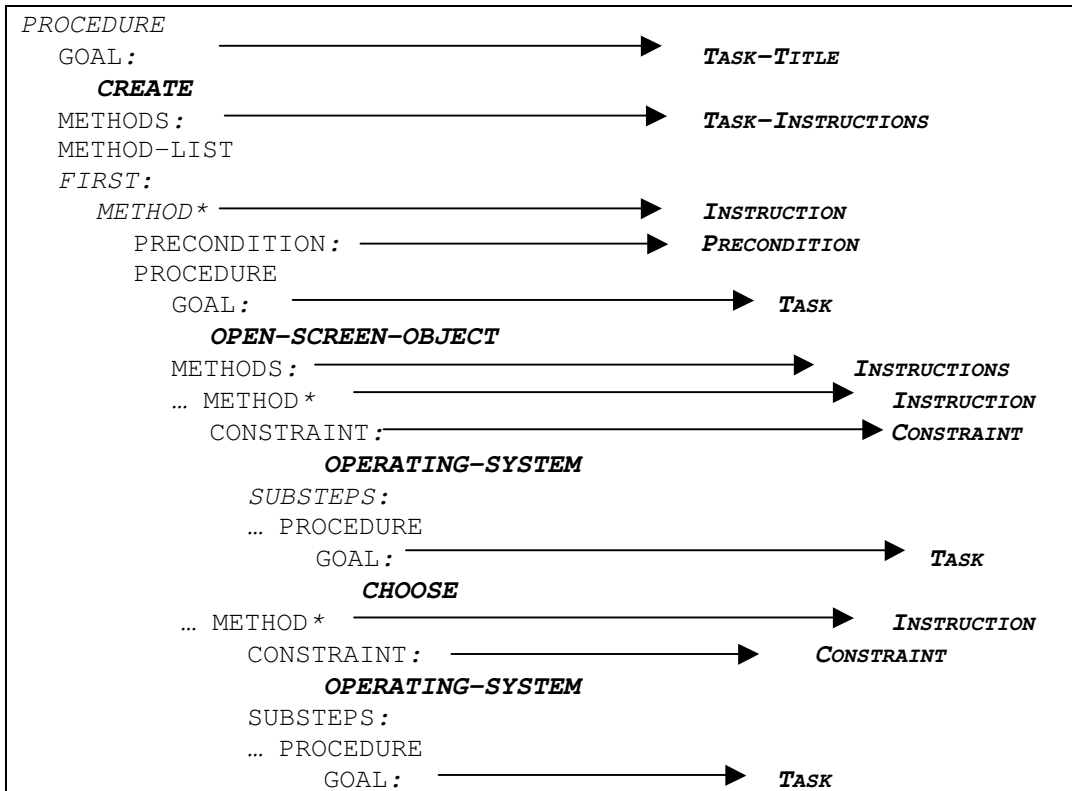 PROCEDURE
GOAL: TASK-TITLE
CREATE
METHODS: TASK-INSTRUCTIONS
METHOD-LIST
FIRST:
METHOD* INSTRUCTION
PRECONDITION: PRECONDITION
PROCEDURE
GOAL: TASK
OPEN-SCREEN-OBJECT
METHODS: INSTRUCTIONS
… METHOD* INSTRUCTION
CONSTRAINT: CONSTRAINT
OPERATING-SYSTEM
SUBSTEPS:
… PROCEDURE
GOAL: TASK
CHOOSE
… METHOD* INSTRUCTION
CONSTRAINT: CONSTRAINT
OPERATING-SYSTEM
SUBSTEPS:
… PROCEDURE
GOAL: TASK